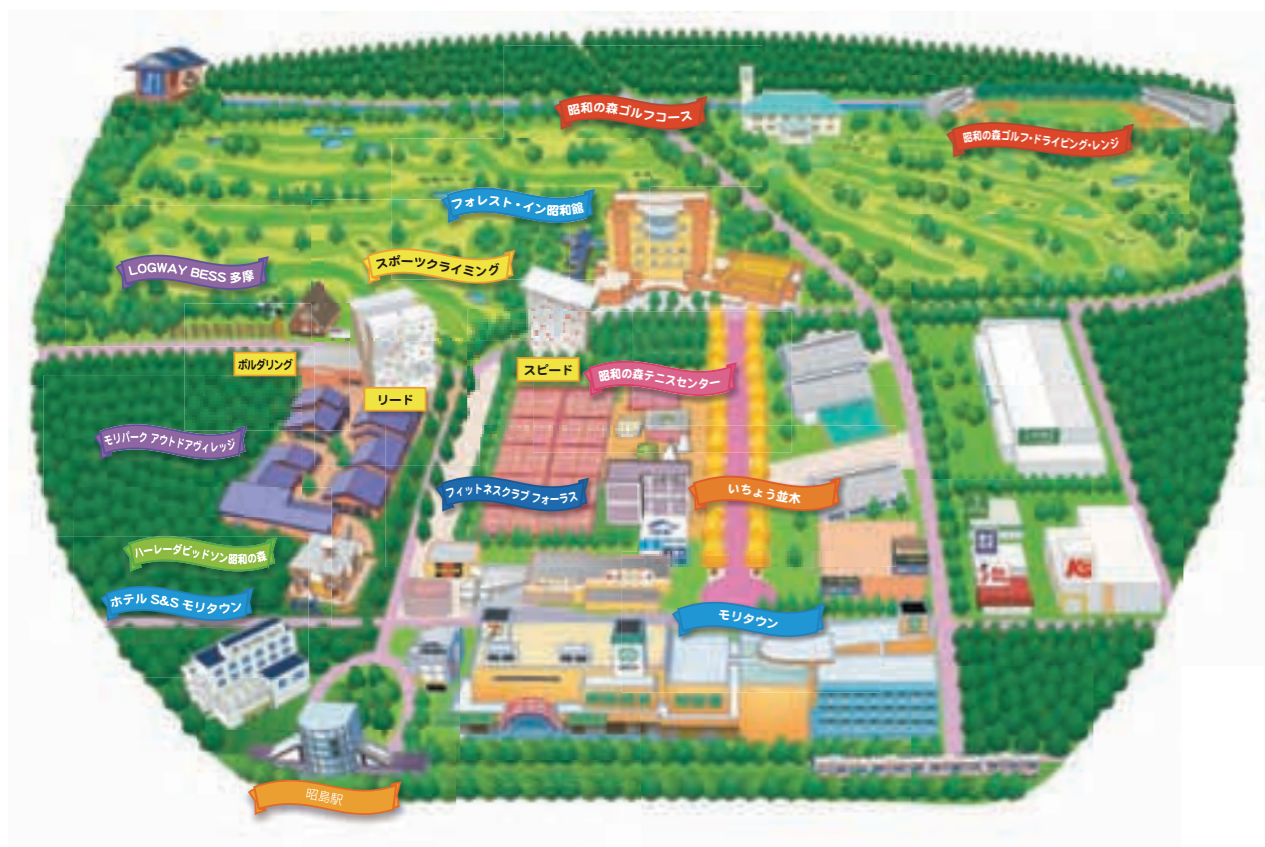 昭和の森ゴルフコース
昭和の森ゴルフ・ドライビング・レンジ
フォレスト・イン昭和館
スポーツクライミング
LOGWAY BESS 多摩
ボルダリング
スピード
昭和の森テニスセンター
リード
モリパーク アウトドアヴィレッジ
フィットネスクラブ フォーラス
いちょう並木
ハーレーダビッドソン昭和の森
ホテル S&S モリタウン
モリタウン
昭島駅